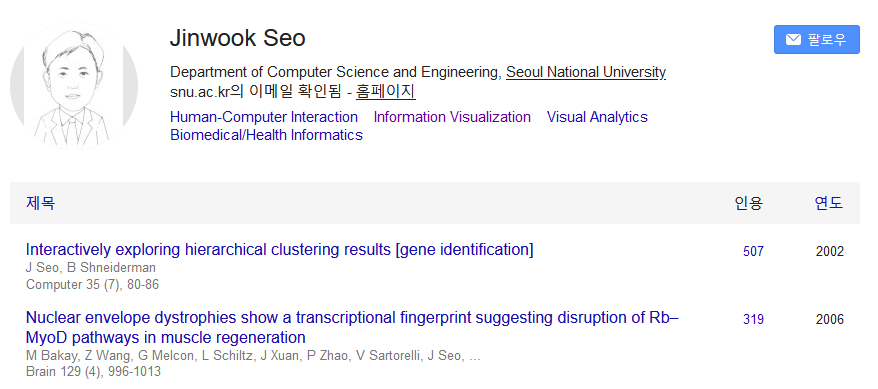 Jinwook Seo
팔로우
Department of Computer Science and Engineering, Seoul National University
snu.ac.kr의 이메일 확인됨 - 홈페이지
Human-Computer Interaction Information Visualization Visual Analytics
Biomedical/Health Informatics
제목 인용 연도
Interactively exploring hierarchical clustering results [gene identification] 507 2002
J Seo, B Shneiderman
Computer 35 (7), 80-86
Nuclear envelope dystrophies show a transcriptional fingerprint suggesting disruption of Rb– 319 2006
MyoD pathways in muscle regeneration
M Bakay, Z Wang, G Melcon, L Schiltz, J Xuan, P Zhao, V Sartorelli, J Seo, ...
Brain 129 (4), 996-1013